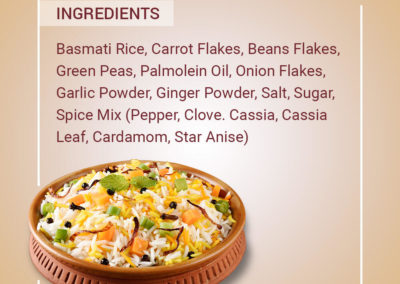 INGREDIENTS
Basmati Rice, Carrot Flakes, Beans Flakes,
Green Peas, Palmolein Oil, Onion Flakes,
Garlic Powder, Ginger Powder, Salt, Sugar,
Spice Mix (Pepper, Clove. Cassia, Cassia
Leaf, Cardamom, Star Anise)